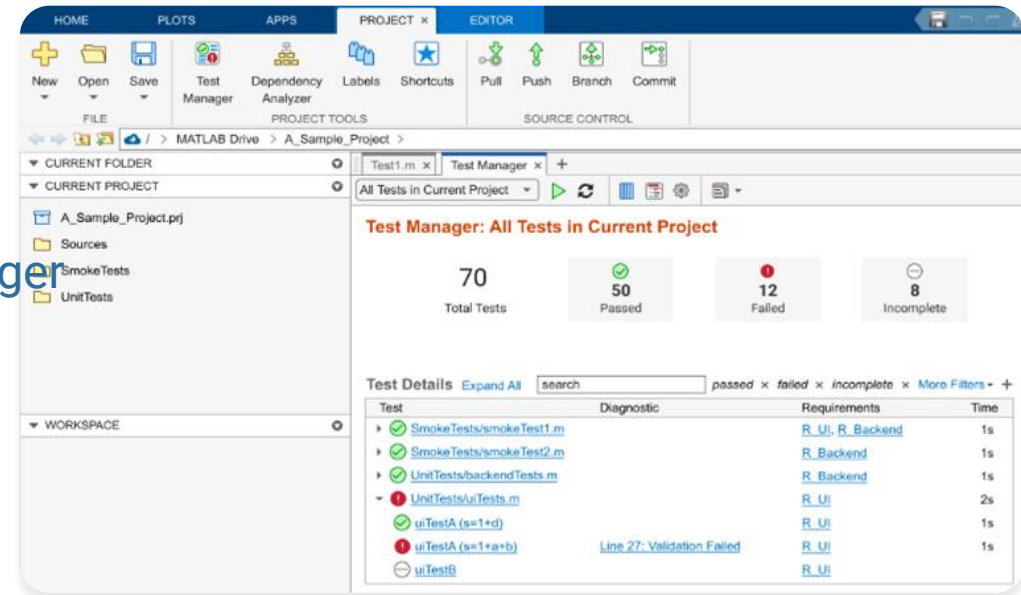 HOME PLOTS APPS PROJECT × EDITOR
New Open Save Test Manager Dependency Analyzer Labels Shortcuts Pull Push Branch Commit
FILE PROJECT TOOLS SOURCE CONTROL
/ > MATLAB Drive > A_Sample_Project >
CURRENT FOLDER
CURRENT PROJECT
A_Sample_Project.prj
Sources
SmokeTests
UnitTests
ger
WORKSPACE
Test1.m × Test Manager × +
All Tests in Current Project
Test Manager: All Tests in Current Project
70 50 12 8
Total Tests Passed Failed Incomplete
Test Details Expand All search passed × failed × incomplete × More Filters +
Test Diagnostic Requirements Time
SmokeTests/smokeTest1.m R_UI, R_Backend 1s
SmokeTests/smokeTest2.m R_Backend 1s
UnitTests/backendTests.m R_Backend 1s
UnitTests/uiTests.m R_UI 2s
uiTestA (s=1+d) R_UI 1s
uiTestA (s=1+a+b) Line 27: Validation Failed R_UI 1s
uiTestB R_UI